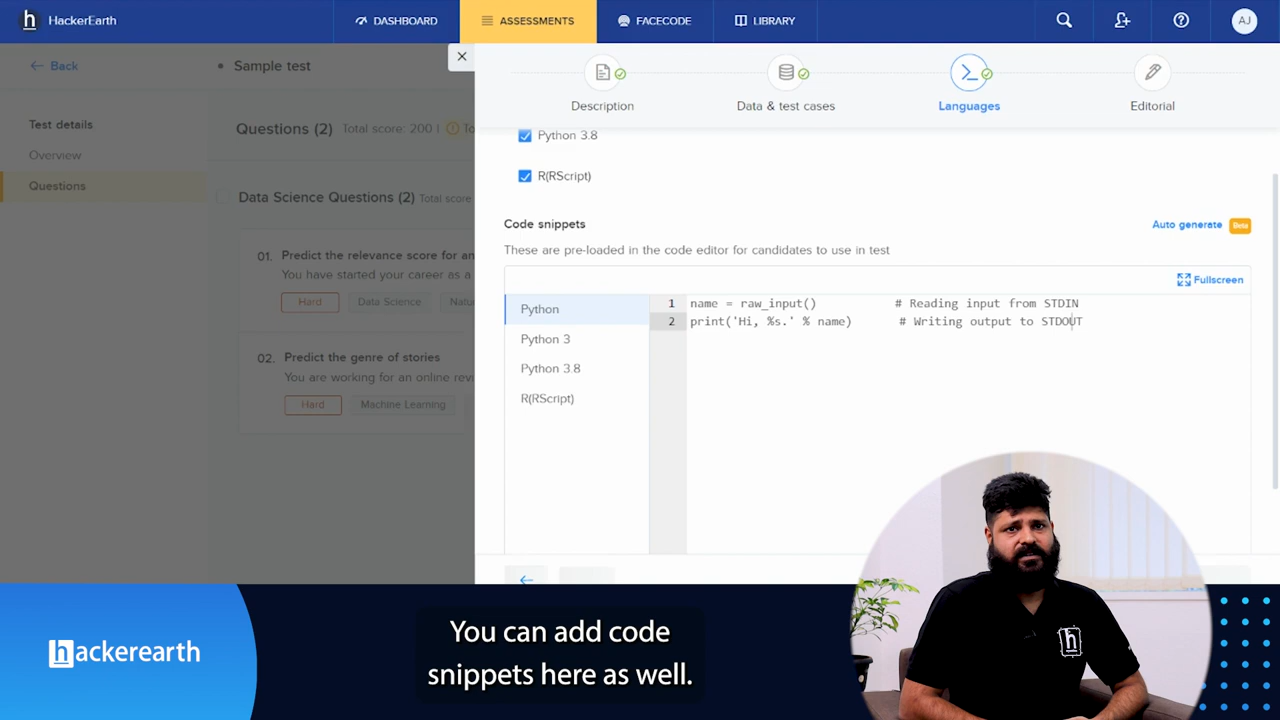 HackerEarth
DASHBOARD
ASSESSMENTS
FACECODE
LIBRARY
AJ
Back
Sample test
Description
Data & test cases
Languages
Editorial
Test details
Overview
Questions
Questions (2) Total score: 200 | To
Data Science Questions (2) Total score
01. Predict the relevance score for an
You have started your career as a
Hard Data Science Natu
02. Predict the genre of stories
You are working for an online revi
Hard Machine Learning
Python 3.8
R(RScript)
Code snippets
Auto generate Beta
These are pre-loaded in the code editor for candidates to use in test
Fullscreen
Python
Python 3
Python 3.8
R(RScript)
1 name = raw_input() # Reading input from STDIN
2 print('Hi, %s.' % name) # Writing output to STDOUT
hackerearth
You can add code
snippets here as well.
h